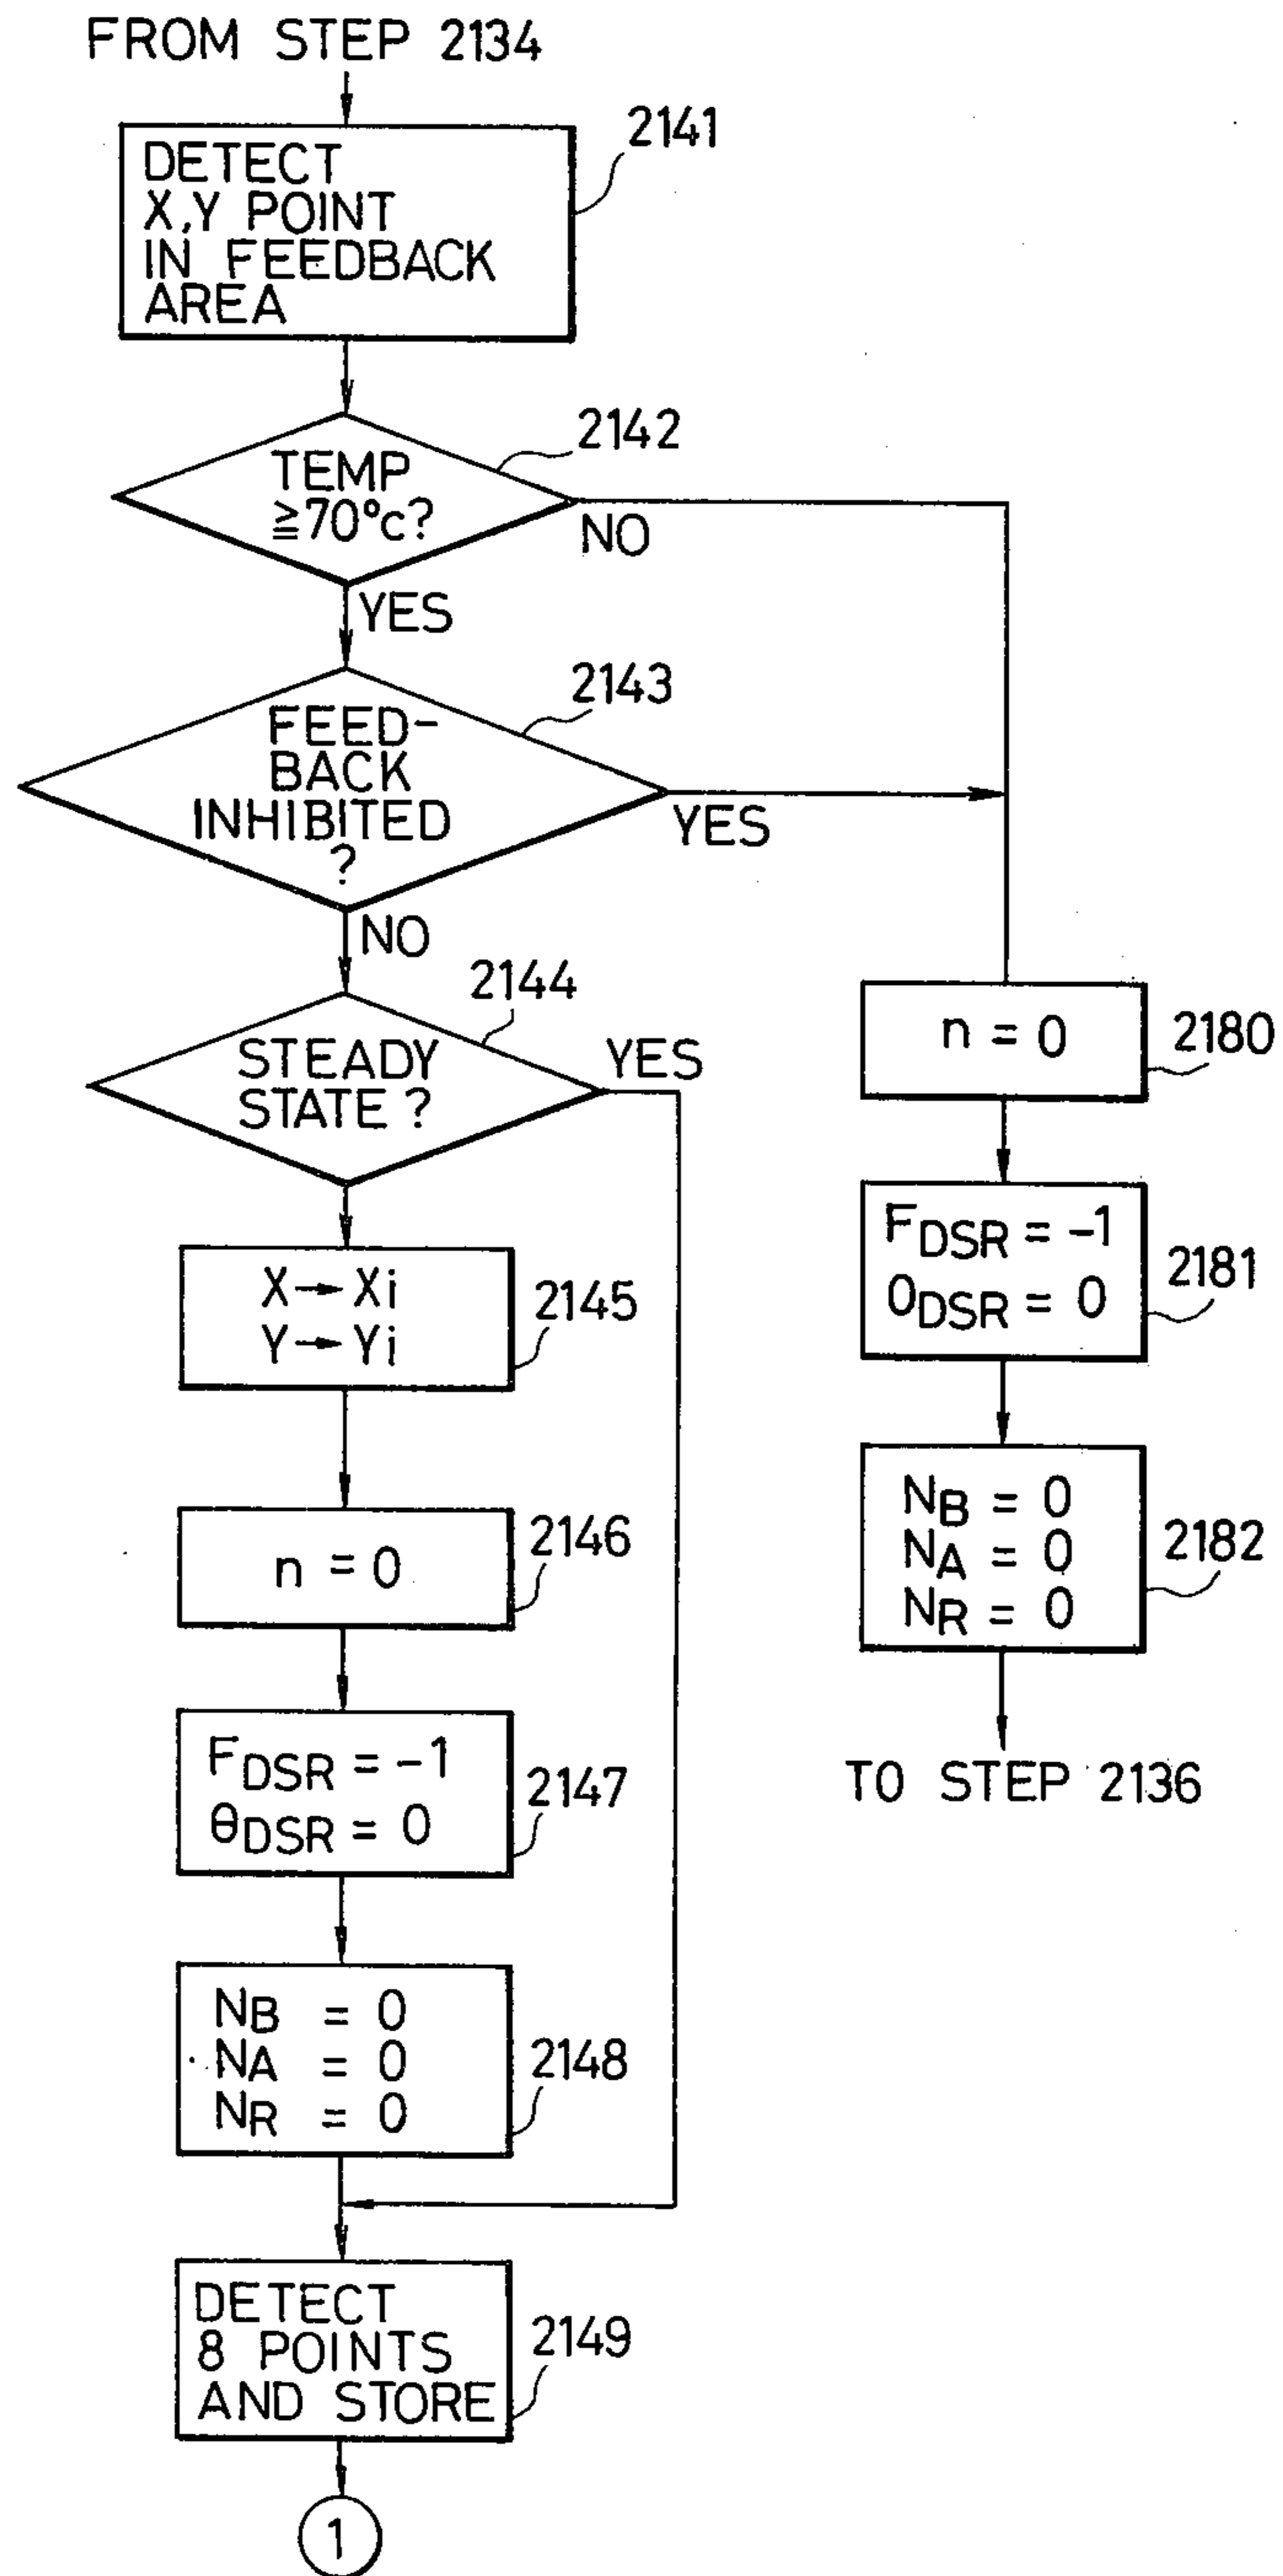 FROM STEP 2134
DETECT
X,Y POINT
IN FEEDBACK
AREA
2141
TEMP
≧70°c?
2142
NO
YES
FEED-
BACK
INHIBITED
?
2143
YES
NO
STEADY
STATE ?
2144
YES
X→Xi
Y→Yi
2145
n = 0
2146
FDSR = -1
θDSR = 0
2147
NB = 0
NA = 0
NR = 0
2148
DETECT
8 POINTS
AND STORE
2149
1
n = 0
2180
FDSR = -1
0DSR = 0
2181
NB = 0
NA = 0
NR = 0
2182
TO STEP 2136